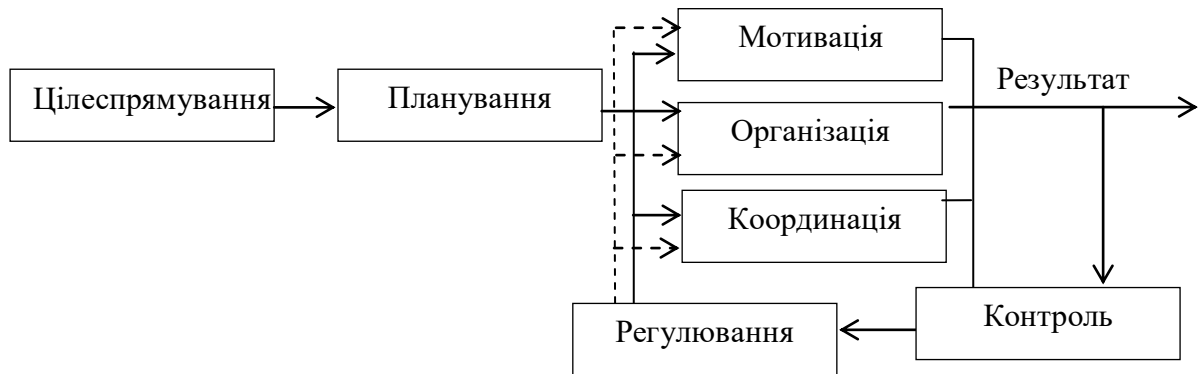 Мотивація
Результат
Цілеспрямування
Планування
Організація
Координація
Контроль
Регулювання